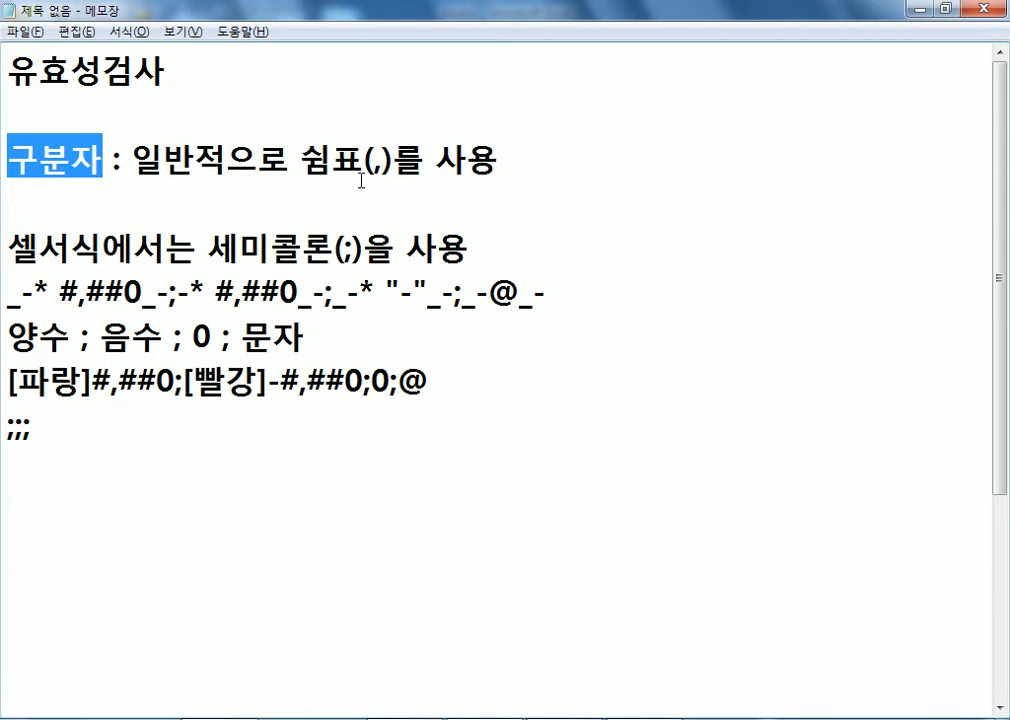 제목 없음 - 메모장
파일(F) 편집(E) 서식(O) 보기(V) 도움말(H)
유효성검사
구분자 : 일반적으로 쉼표(,)를 사용
셀서식에서는 세미콜론(;)을 사용
_-* #,##0_-;-* #,##0_-;_-* "-"_-;_-@_-
양수 ; 음수 ; 0 ; 문자
[파랑]#,##0;[빨강]-#,##0;0;@
;;;